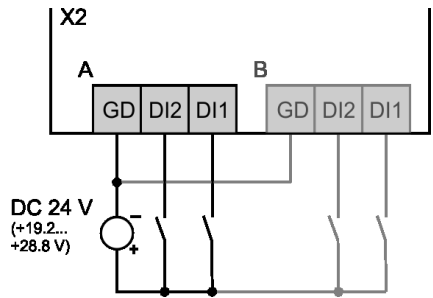 X2
A
B
GD DI2 DI1
GD DI2 DI1
DC 24 V
(+19.2...
+28.8 V)
−
+